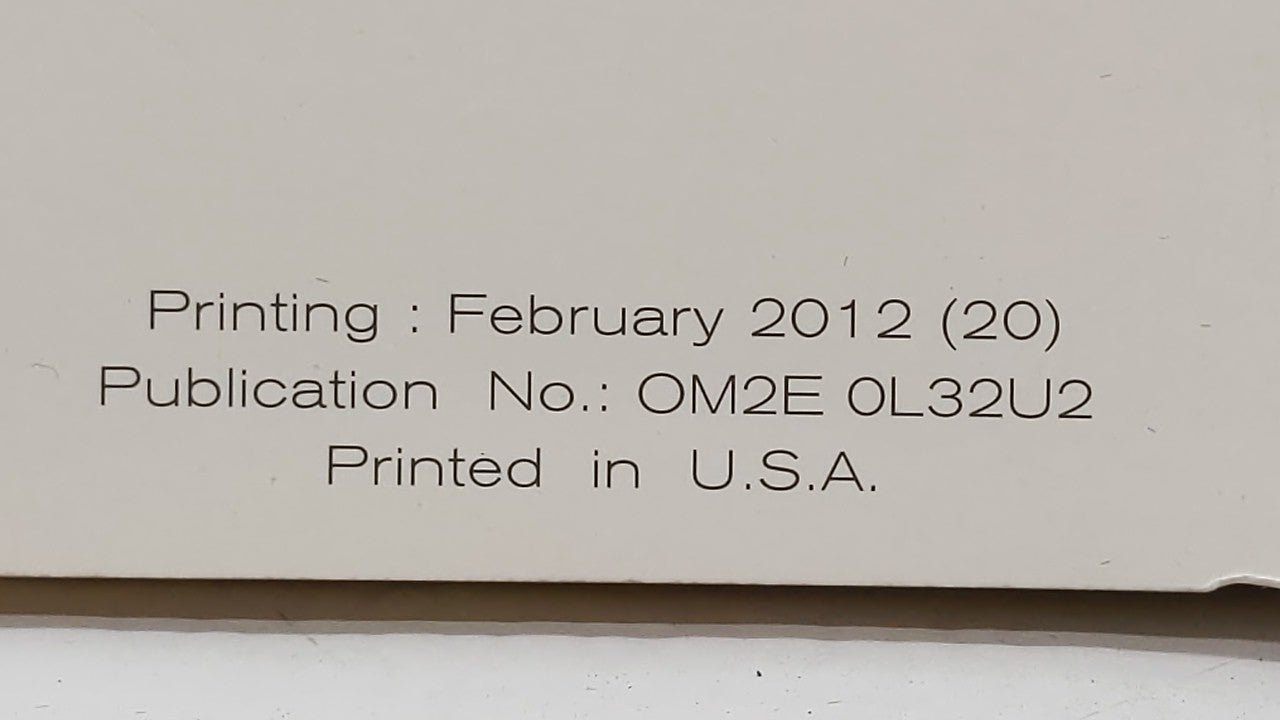 Printing : February 2012 (20)
Publication No.: OM2E 0L32U2
Printed in U.S.A.